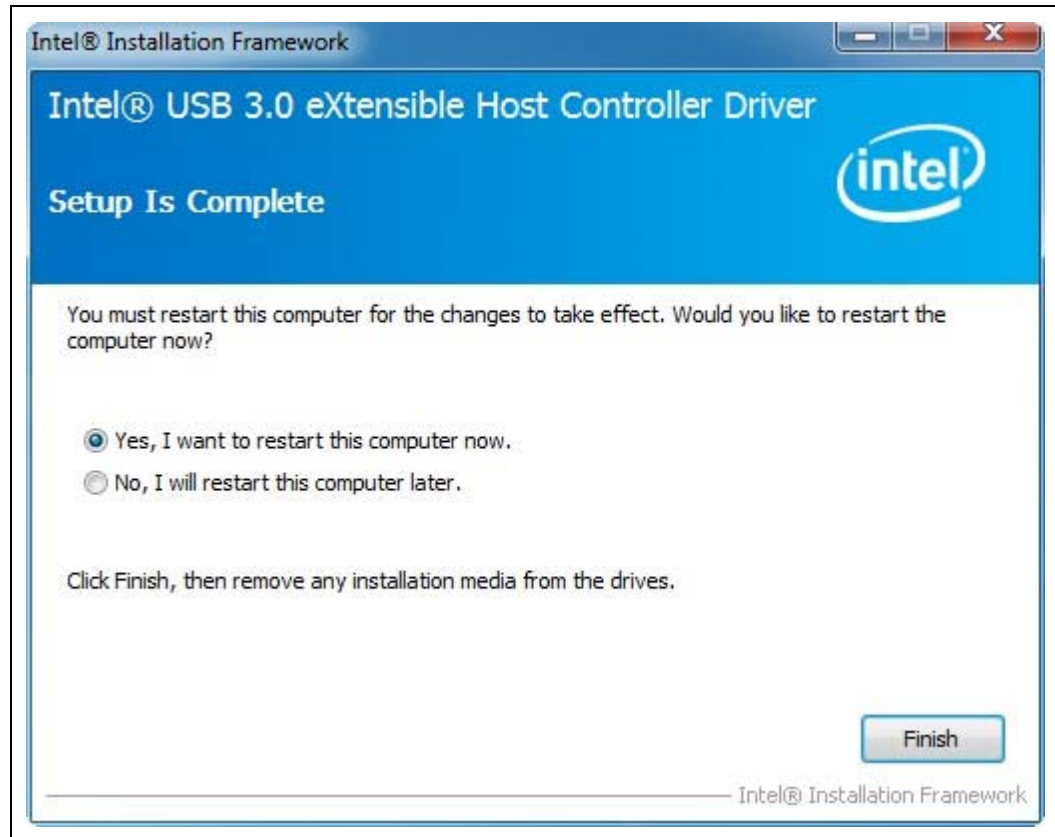 Intel® Installation Framework
Intel® USB 3.0 eXtensible Host Controller Driver
intel
Setup Is Complete
You must restart this computer for the changes to take effect. Would you like to restart the
computer now?
Yes, I want to restart this computer now.
No, I will restart this computer later.
Click Finish, then remove any installation media from the drives.
Finish
Intel® Installation Framework